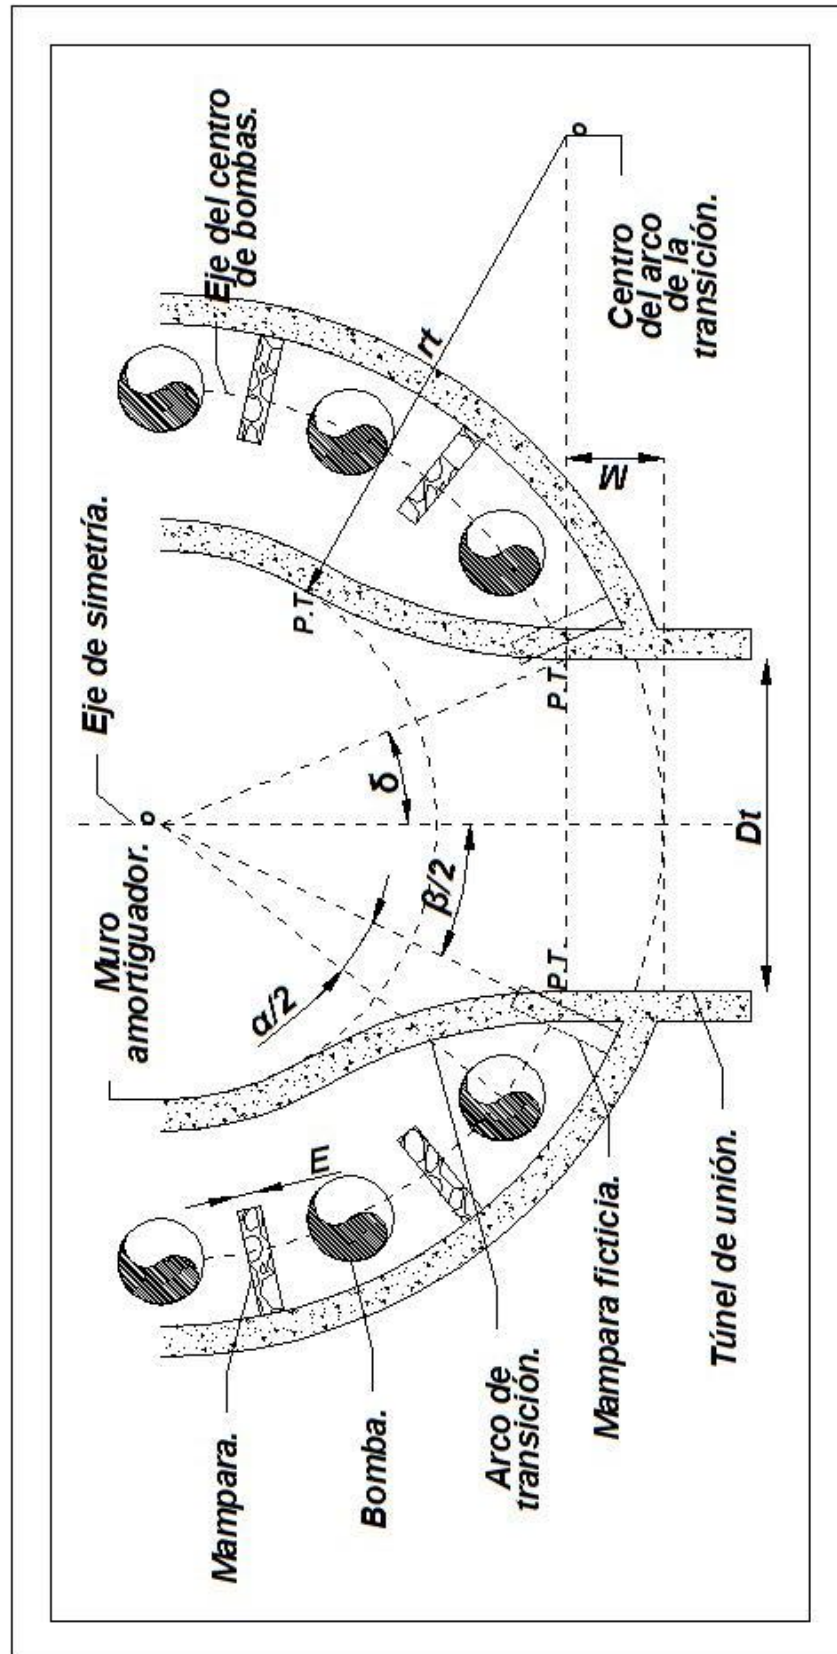 Eje de simetría.
o
Muro
amortiguador.
Eje del centro
de bombas.
Mampara.
E
Bomba.
α/2
β/2
δ
P.T.
rt
o
Centro
del arco
de la
transición.
M
P.T.
P.T.
Arco de
transición.
Mampara ficticia.
Dt
Túnel de unión.